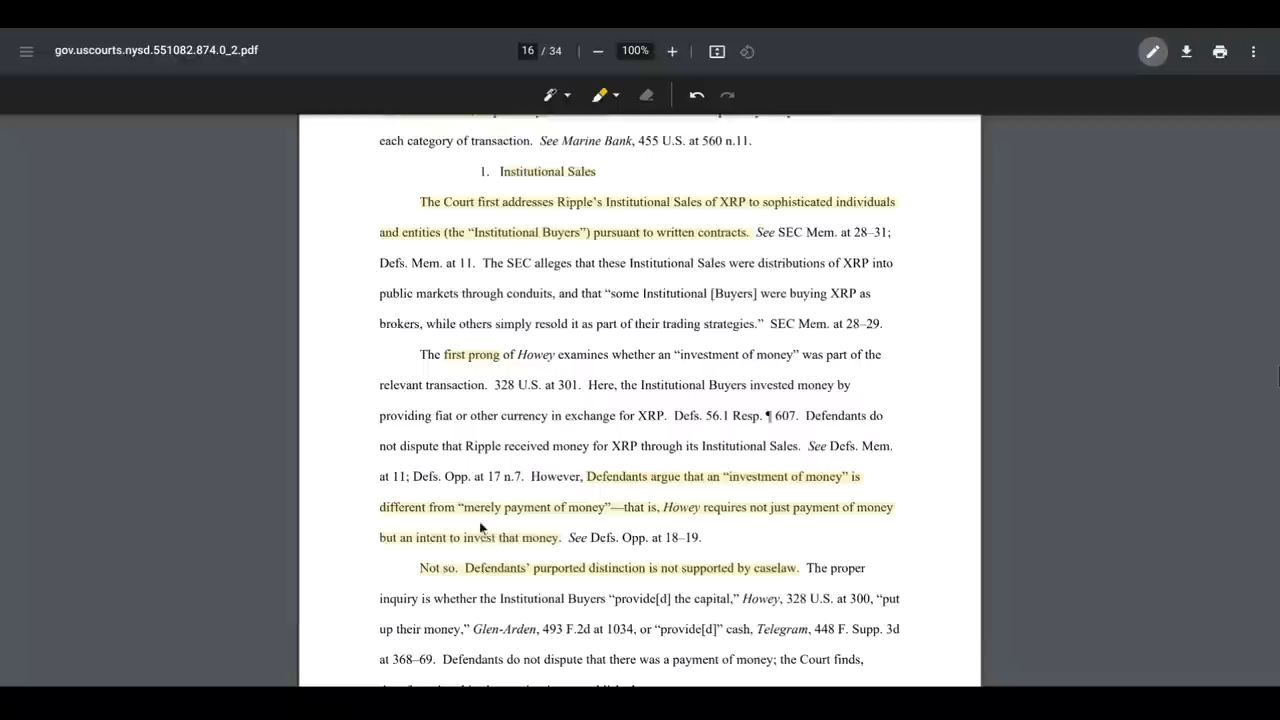 gov.uscourts.nysd.551082.874.0_2.pdf
16 / 34
100%
each category of transaction. See Marine Bank, 455 U.S. at 560 n.11.
1. Institutional Sales
The Court first addresses Ripple’s Institutional Sales of XRP to sophisticated individuals
and entities (the “Institutional Buyers”) pursuant to written contracts. See SEC Mem. at 28–31;
Defs. Mem. at 11. The SEC alleges that these Institutional Sales were distributions of XRP into
public markets through conduits, and that “some Institutional [Buyers] were buying XRP as
brokers, while others simply resold it as part of their trading strategies.” SEC Mem. at 28–29.
The first prong of Howey examines whether an “investment of money” was part of the
relevant transaction. 328 U.S. at 301. Here, the Institutional Buyers invested money by
providing fiat or other currency in exchange for XRP. Defs. 56.1 Resp. ¶ 607. Defendants do
not dispute that Ripple received money for XRP through its Institutional Sales. See Defs. Mem.
at 11; Defs. Opp. at 17 n.7. However, Defendants argue that an “investment of money” is
different from “merely payment of money”—that is, Howey requires not just payment of money
but an intent to invest that money. See Defs. Opp. at 18–19.
Not so. Defendants’ purported distinction is not supported by caselaw. The proper
inquiry is whether the Institutional Buyers “provide[d] the capital,” Howey, 328 U.S. at 300, “put
up their money,” Glen-Arden, 493 F.2d at 1034, or “provide[d]” cash, Telegram, 448 F. Supp. 3d
at 368–69. Defendants do not dispute that there was a payment of money; the Court finds,